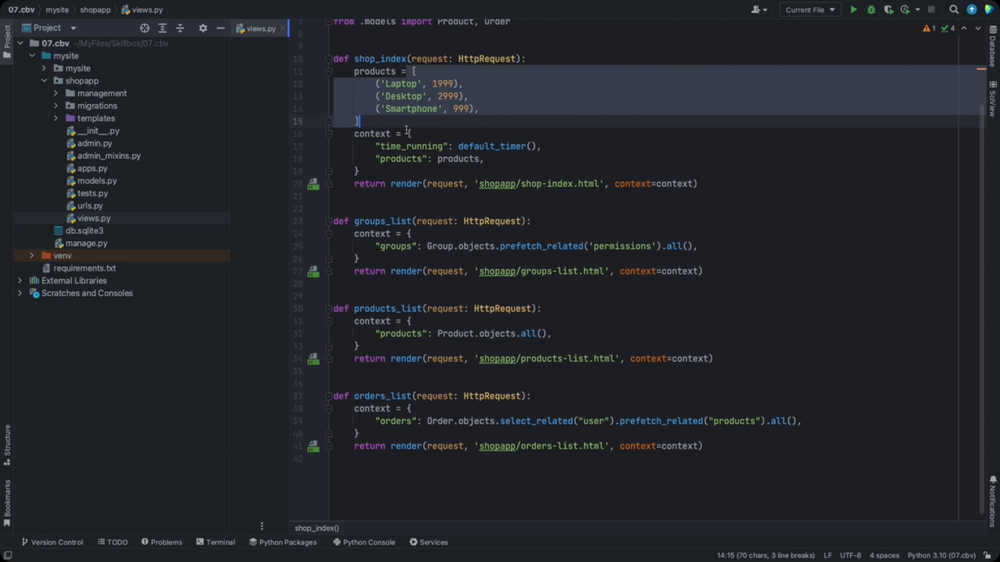 07.cbv mysite shopapp views.py
Current File
Project
views.py
1 4
07.cbv ~/MyFiles/Skillbox/07.cbv
mysite
mysite
shopapp
management
migrations
templates
__init__.py
admin.py
admin_mixins.py
apps.py
models.py
tests.py
urls.py
views.py
db.sqlite3
manage.py
venv
requirements.txt
External Libraries
Scratches and Consoles
Project
Structure
Bookmarks
7 from .models import Product, Order
8
9
10 def shop_index(request: HttpRequest):
11 products = [
12 ('Laptop', 1999),
13 ('Desktop', 2999),
14 ('Smartphone', 999),
15 ]
16 context = {
17 "time_running": default_timer(),
18 "products": products,
19 }
20 return render(request, 'shopapp/shop-index.html', context=context)
21
22
23 def groups_list(request: HttpRequest):
24 context = {
25 "groups": Group.objects.prefetch_related('permissions').all(),
26 }
27 return render(request, 'shopapp/groups-list.html', context=context)
28
29
30 def products_list(request: HttpRequest):
31 context = {
32 "products": Product.objects.all(),
33 }
34 return render(request, 'shopapp/products-list.html', context=context)
35
36
37 def orders_list(request: HttpRequest):
38 context = {
39 "orders": Order.objects.select_related("user").prefetch_related("products").all(),
40 }
41 return render(request, 'shopapp/orders-list.html', context=context)
42
Database
SciView
Notifications
shop_index()
Version Control TODO Problems Terminal Python Packages Python Console Services
14:15 (70 chars, 3 line breaks) LF UTF-8 4 spaces Python 3.10 (07.cbv)